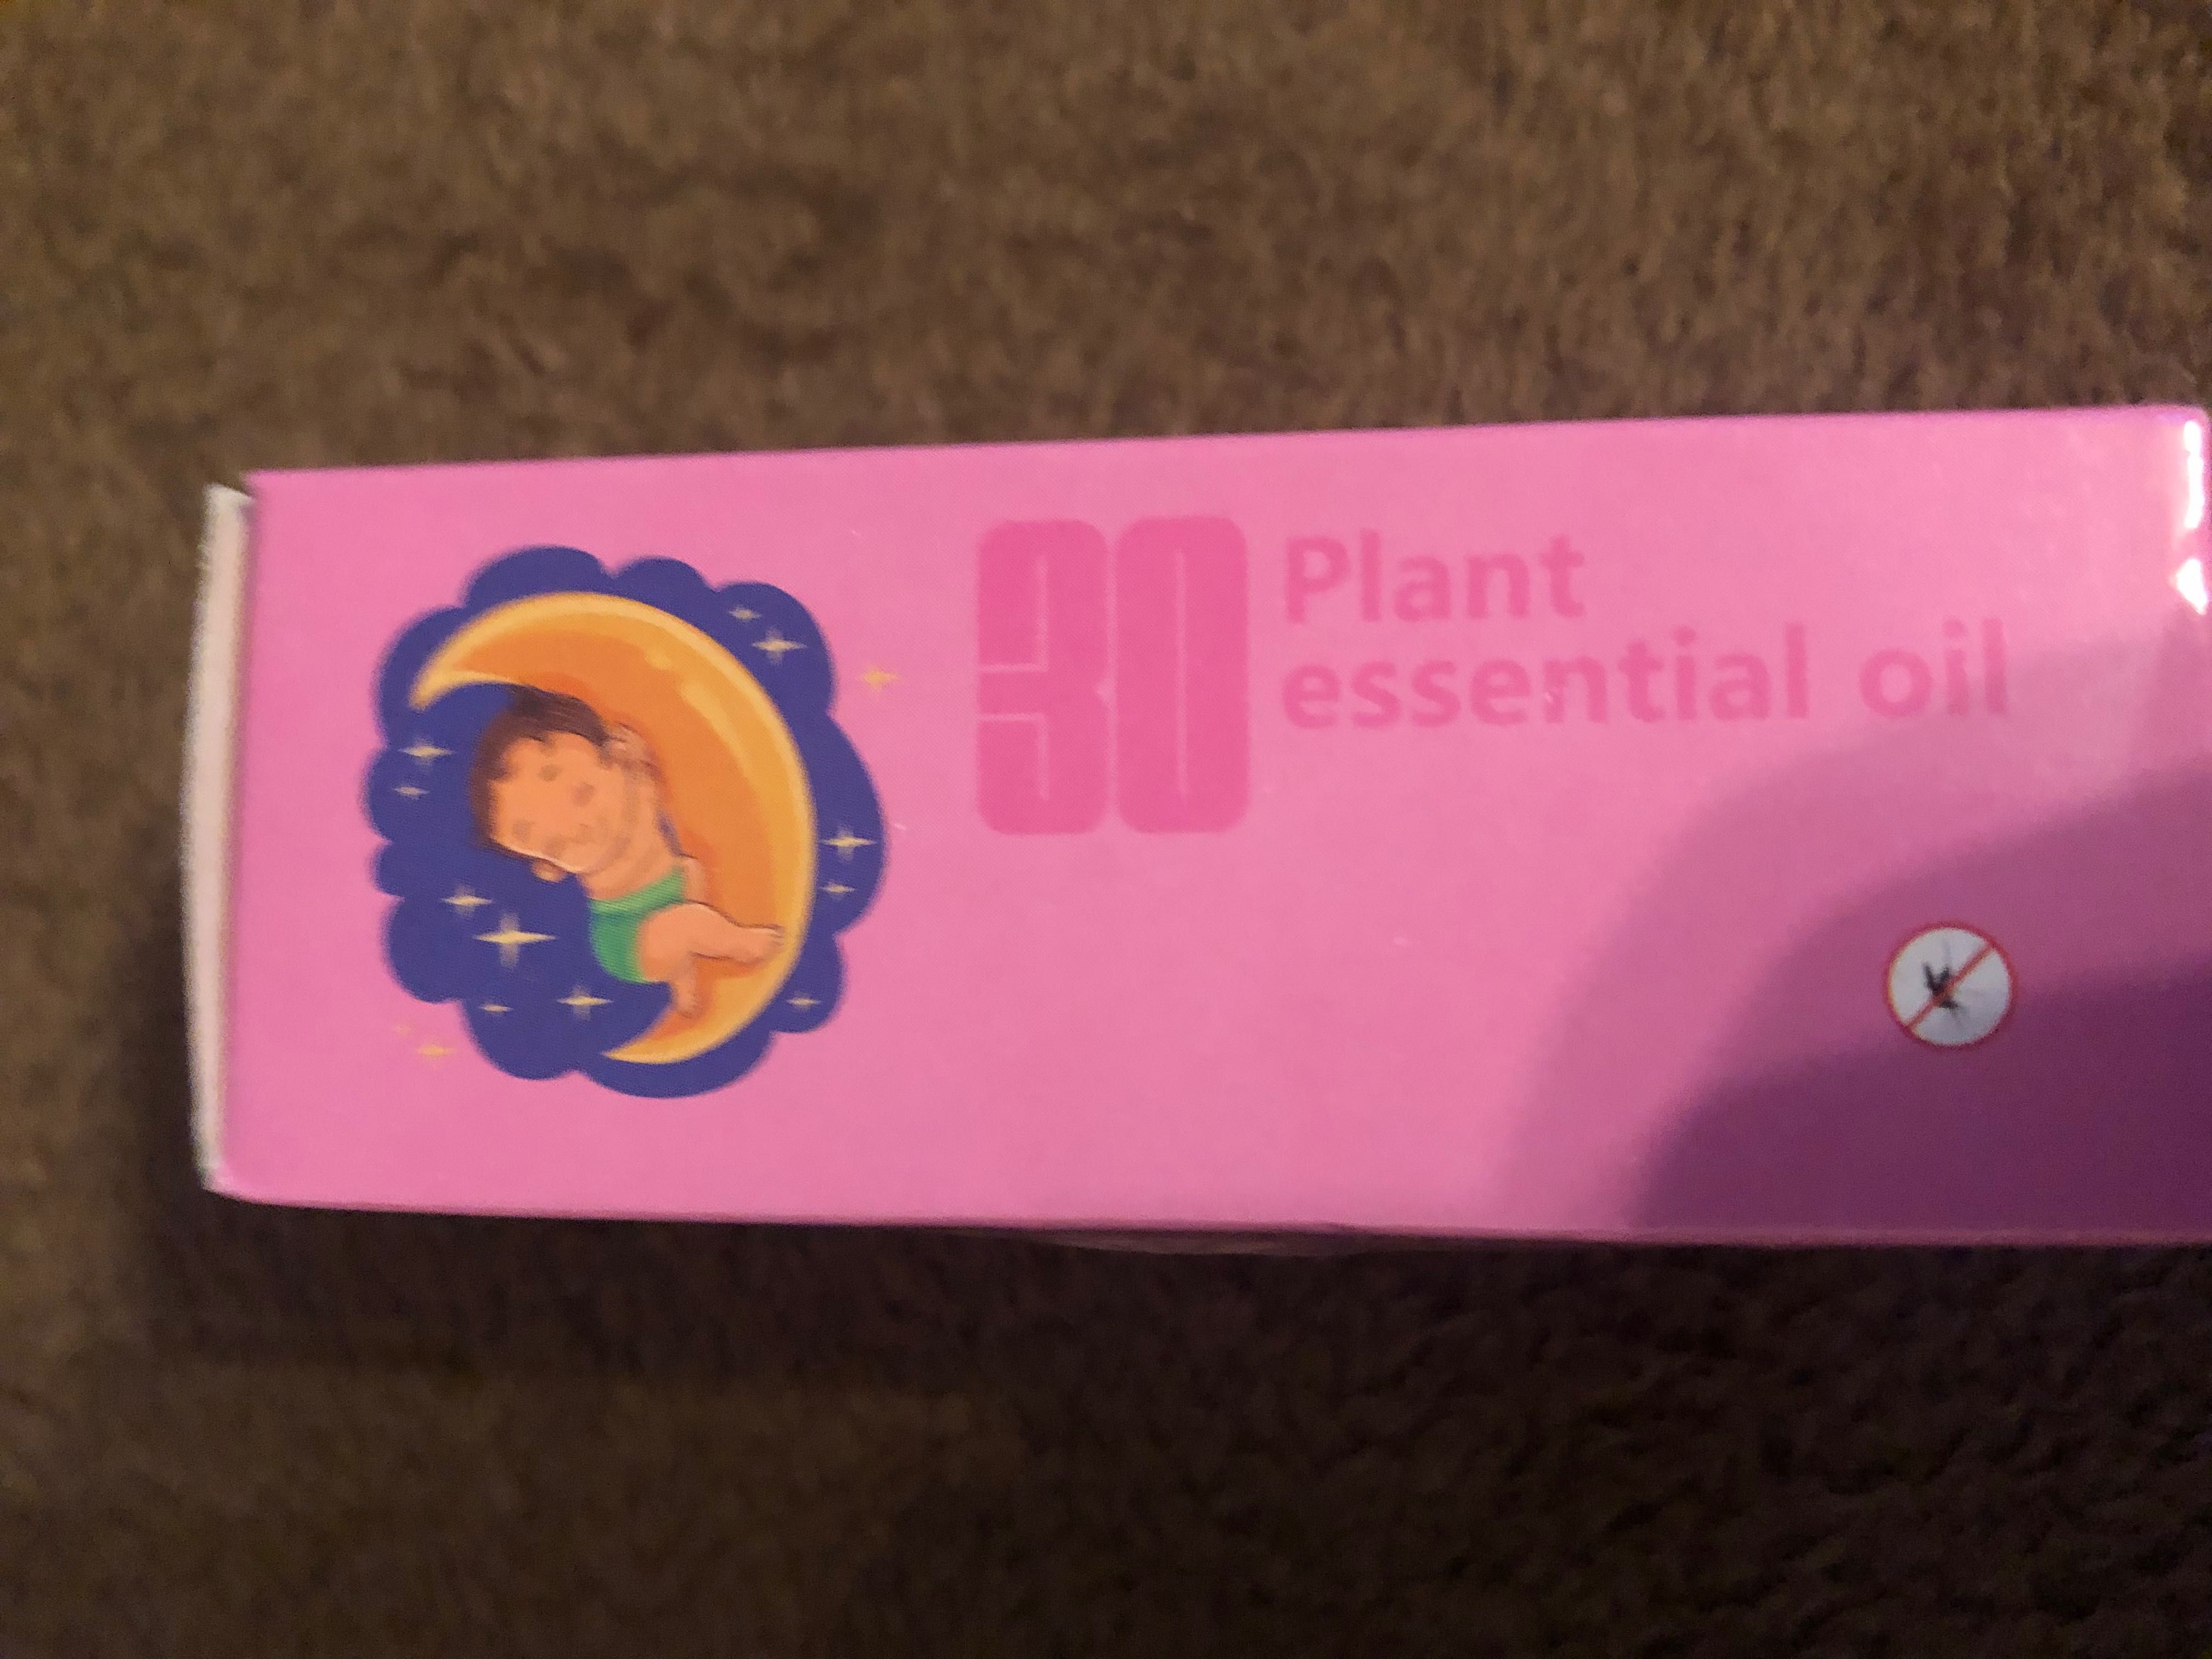 30 Plant
essential oil